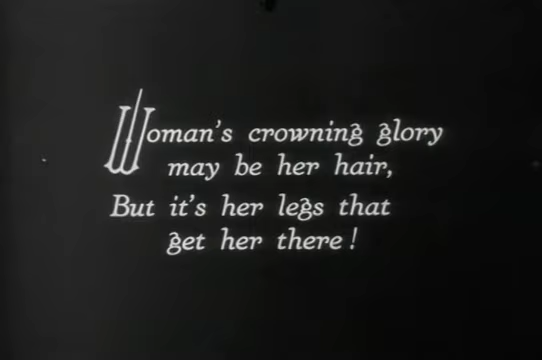 Woman's crowning glory
may be her hair,
But it's her legs that
get her there!